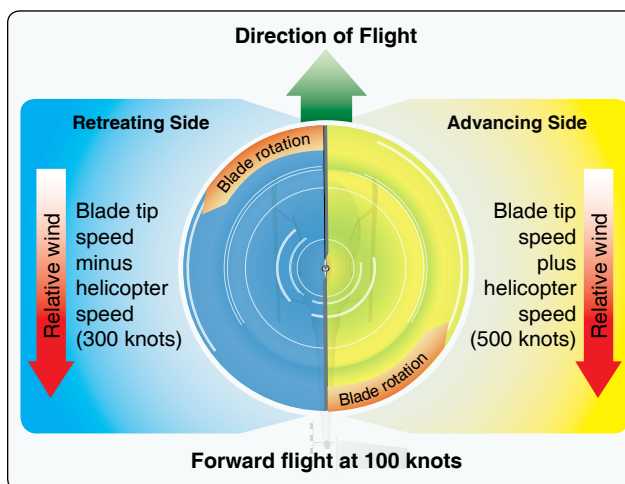 Direction of Flight
Retreating Side
Advancing Side
Blade rotation
Relative wind
Blade tip
speed
minus
helicopter
speed
(300 knots)
Blade tip
speed
plus
helicopter
speed
(500 knots)
Relative wind
Blade rotation
Forward flight at 100 knots